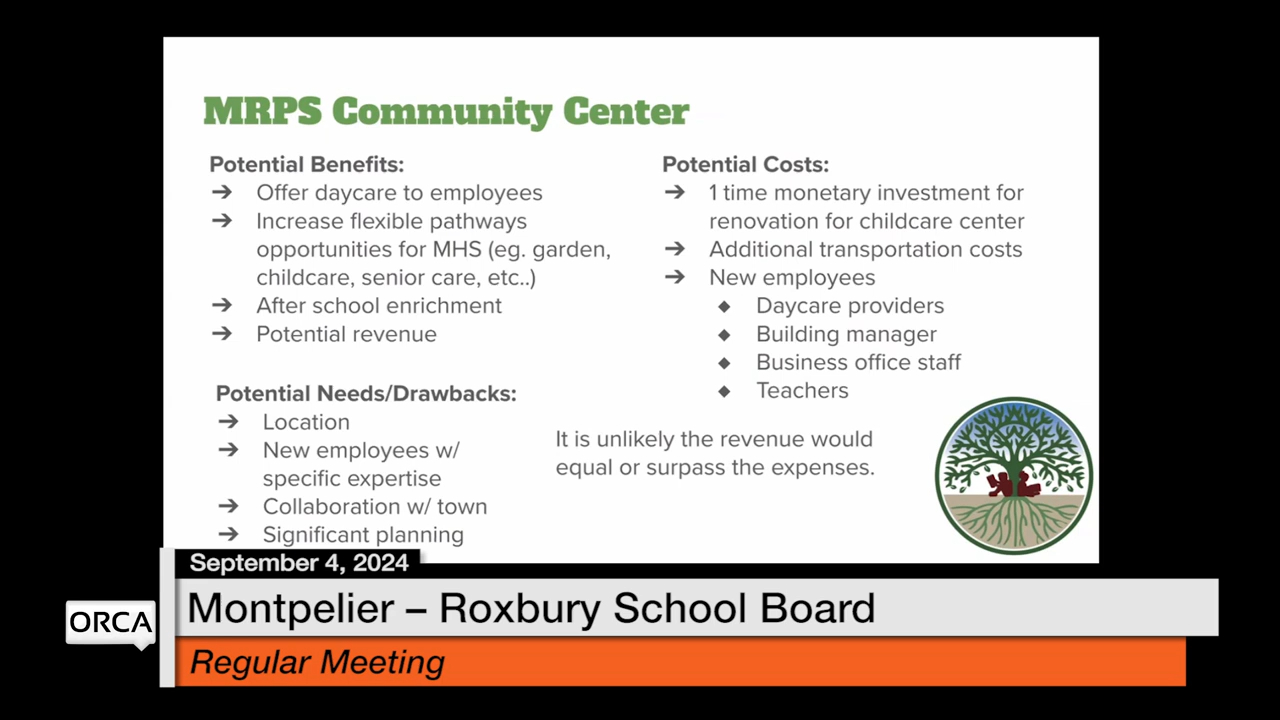 MRPS Community Center
Potential Benefits:
➔ Offer daycare to employees
➔ Increase flexible pathways
opportunities for MHS (eg. garden,
childcare, senior care, etc..)
➔ After school enrichment
➔ Potential revenue
Potential Needs/Drawbacks:
➔ Location
➔ New employees w/
specific expertise
➔ Collaboration w/ town
➔ Significant planning
Potential Costs:
➔ 1 time monetary investment for
renovation for childcare center
➔ Additional transportation costs
➔ New employees
◆ Daycare providers
◆ Building manager
◆ Business office staff
◆ Teachers
It is unlikely the revenue would
equal or surpass the expenses.
September 4, 2024
ORCA
Montpelier – Roxbury School Board
Regular Meeting